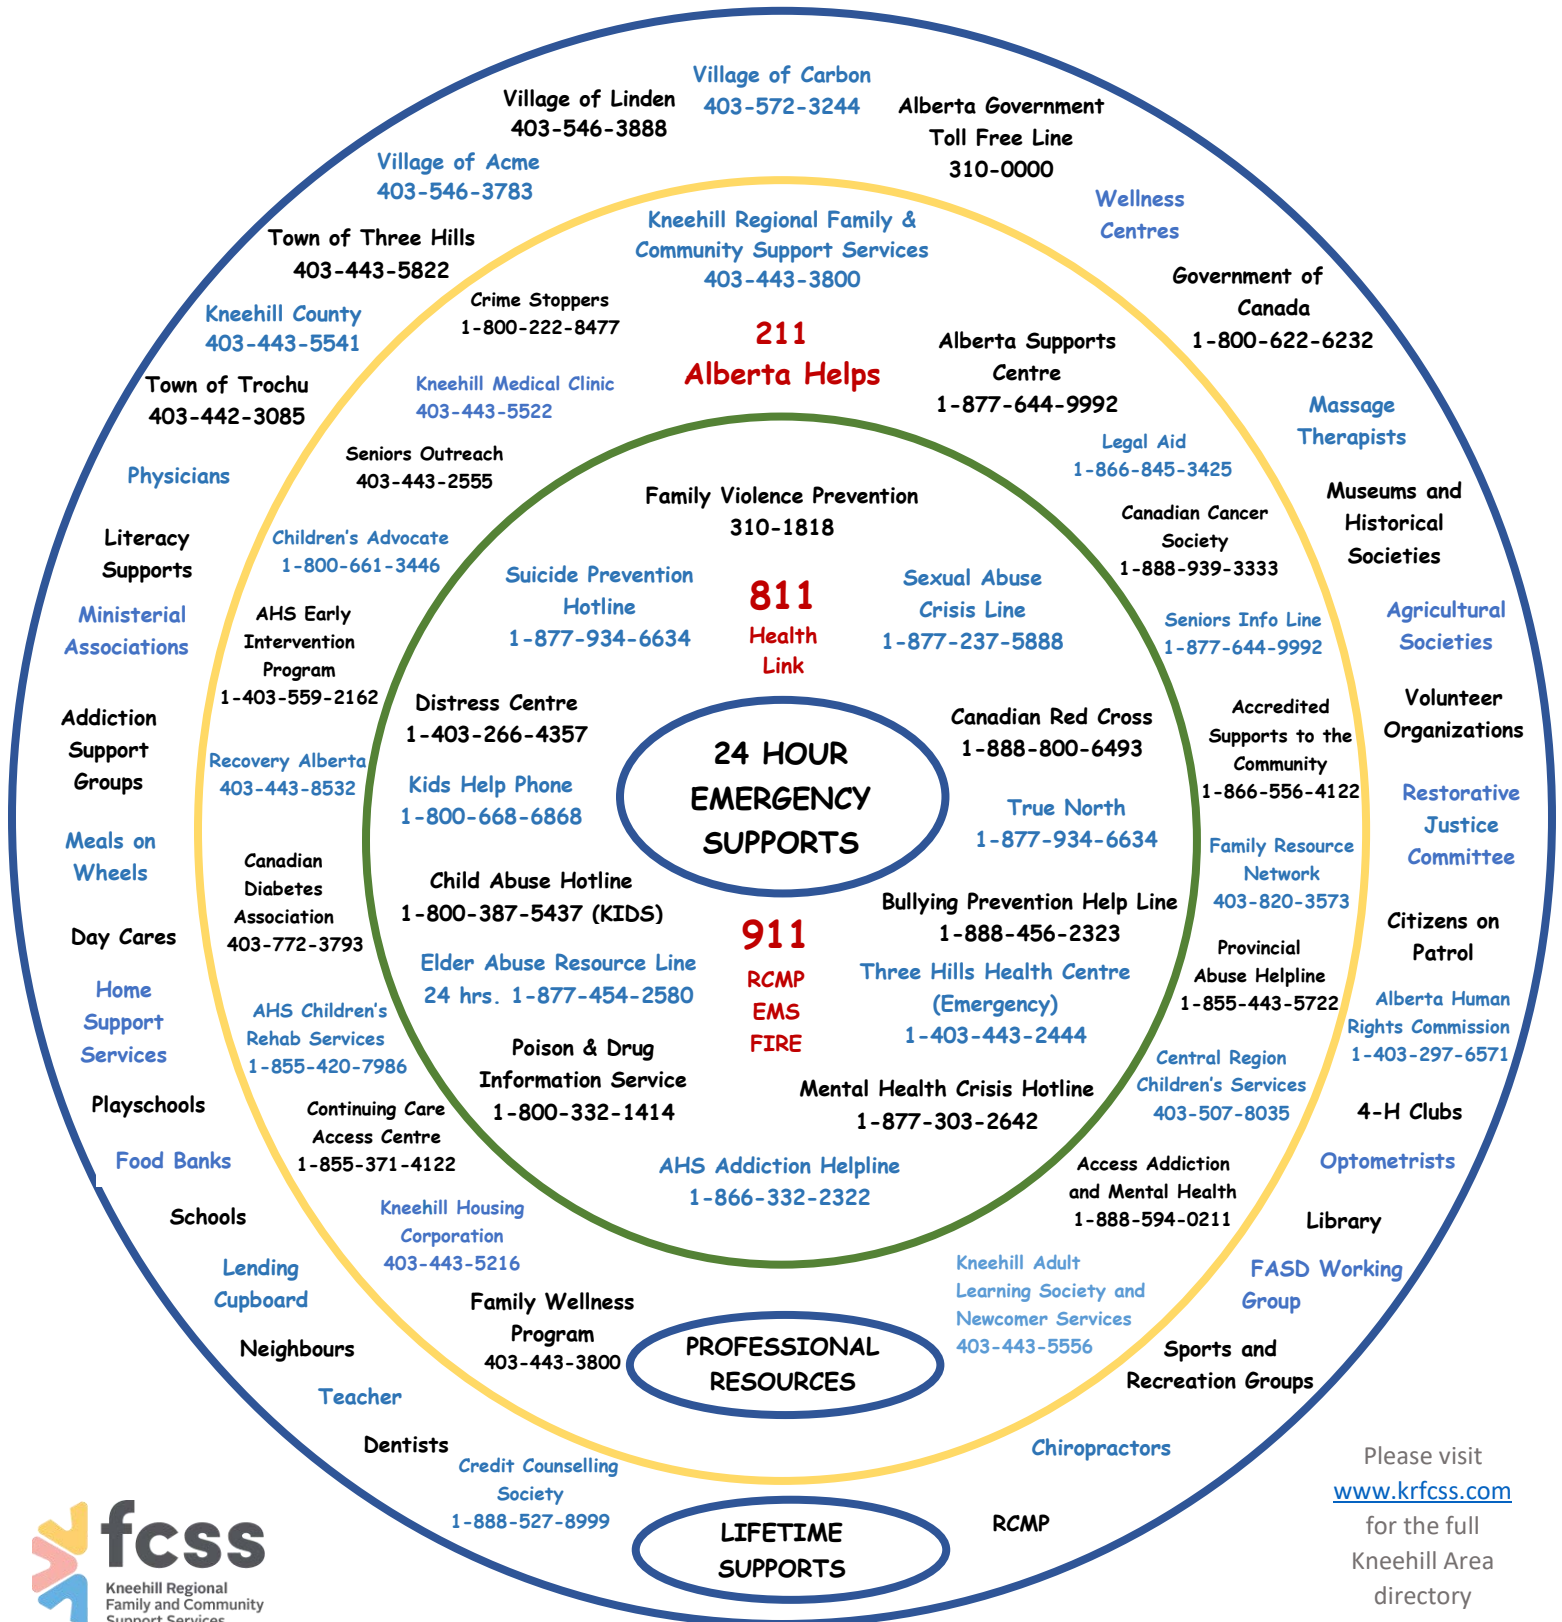 Village of Carbon
403-572-3244
Village of Linden
403-546-3888
Alberta Government
Toll Free Line
310-0000
Village of Acme
403-546-3783
Wellness
Centres
Town of Three Hills
403-443-5822
Government of
Canada
1-800-622-6232
Kneehill County
403-443-5541
Town of Trochu
403-442-3085
Massage
Therapists
Physicians
Museums and
Historical
Societies
Literacy
Supports
Ministerial
Associations
Agricultural
Societies
Addiction
Support
Groups
Volunteer
Organizations
Meals on
Wheels
Restorative
Justice
Committee
Day Cares
Citizens on
Patrol
Home
Support
Services
Alberta Human
Rights Commission
1-403-297-6571
Playschools
4-H Clubs
Food Banks
Optometrists
Schools
Library
Lending
Cupboard
FASD Working
Group
Neighbours
Sports and
Recreation Groups
Teacher
Dentists
Chiropractors
Credit Counselling
Society
1-888-527-8999
RCMP
LIFETIME
SUPPORTS
Kneehill Regional Family &
Community Support Services
403-443-3800
Crime Stoppers
1-800-222-8477
211
Alberta Helps
Alberta Supports
Centre
1-877-644-9992
Kneehill Medical Clinic
403-443-5522
Legal Aid
1-866-845-3425
Seniors Outreach
403-443-2555
Canadian Cancer
Society
1-888-939-3333
Children's Advocate
1-800-661-3446
AHS Early
Intervention
Program
1-403-559-2162
Seniors Info Line
1-877-644-9992
Recovery Alberta
403-443-8532
Accredited
Supports to the
Community
1-866-556-4122
Canadian
Diabetes
Association
403-772-3793
Family Resource
Network
403-820-3573
AHS Children's
Rehab Services
1-855-420-7986
Provincial
Abuse Helpline
1-855-443-5722
Continuing Care
Access Centre
1-855-371-4122
Central Region
Children's Services
403-507-8035
Kneehill Housing
Corporation
403-443-5216
Access Addiction
and Mental Health
1-888-594-0211
Family Wellness
Program
403-443-3800
Kneehill Adult
Learning Society and
Newcomer Services
403-443-5556
PROFESSIONAL
RESOURCES
Family Violence Prevention
310-1818
Suicide Prevention
Hotline
1-877-934-6634
811
Health
Link
Sexual Abuse
Crisis Line
1-877-237-5888
Distress Centre
1-403-266-4357
Canadian Red Cross
1-888-800-6493
24 HOUR
EMERGENCY
SUPPORTS
Kids Help Phone
1-800-668-6868
True North
1-877-934-6634
Child Abuse Hotline
1-800-387-5437 (KIDS)
Bullying Prevention Help Line
1-888-456-2323
911
RCMP
EMS
FIRE
Elder Abuse Resource Line
24 hrs. 1-877-454-2580
Three Hills Health Centre
(Emergency)
1-403-443-2444
Poison & Drug
Information Service
1-800-332-1414
Mental Health Crisis Hotline
1-877-303-2642
AHS Addiction Helpline
1-866-332-2322
fcss
Kneehill Regional
Family and Community
Support Services
Please visit
www.krfcss.com
for the full
Kneehill Area
directory